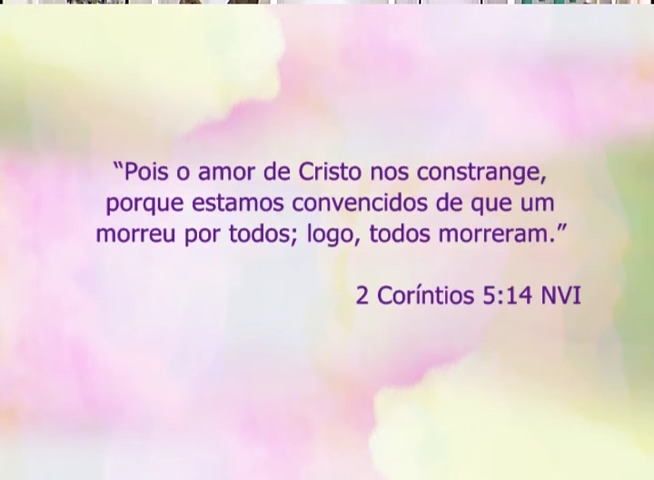 “Pois o amor de Cristo nos constrange,
porque estamos convencidos de que um
morreu por todos; logo, todos morreram.”
2 Coríntios 5:14 NVI